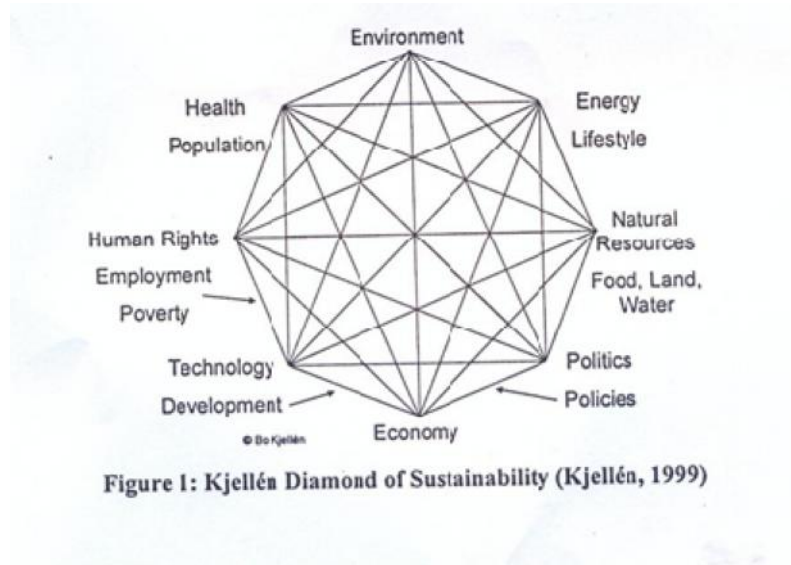 Environment
Health
Energy
Population
Lifestyle
Human Rights
Natural
Resources
Employment
Food, Land,
Water
Poverty
Technology
Politics
Development
Policies
© Bo Kjellén
Economy
Figure 1: Kjellén Diamond of Sustainability (Kjellén, 1999)